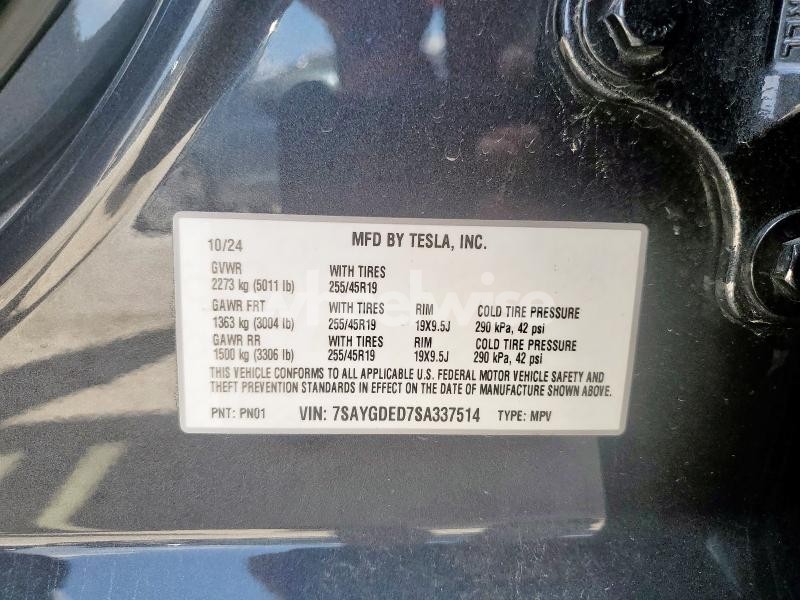 10/24 MFD BY TESLA, INC.
GVWR WITH TIRES
2273 kg (5011 lb) 255/45R19
GAWR FRT WITH TIRES RIM COLD TIRE PRESSURE
1363 kg (3004 lb) 255/45R19 19X9.5J 290 kPa, 42 psi
GAWR RR WITH TIRES RIM COLD TIRE PRESSURE
1500 kg (3306 lb) 255/45R19 19X9.5J 290 kPa, 42 psi
THIS VEHICLE CONFORMS TO ALL APPLICABLE U.S. FEDERAL MOTOR VEHICLE SAFETY AND
THEFT PREVENTION STANDARDS IN EFFECT ON THE DATE OF MANUFACTURE SHOWN ABOVE.
PNT: PN01 VIN: 7SAYGDED7SA337514 TYPE: MPV